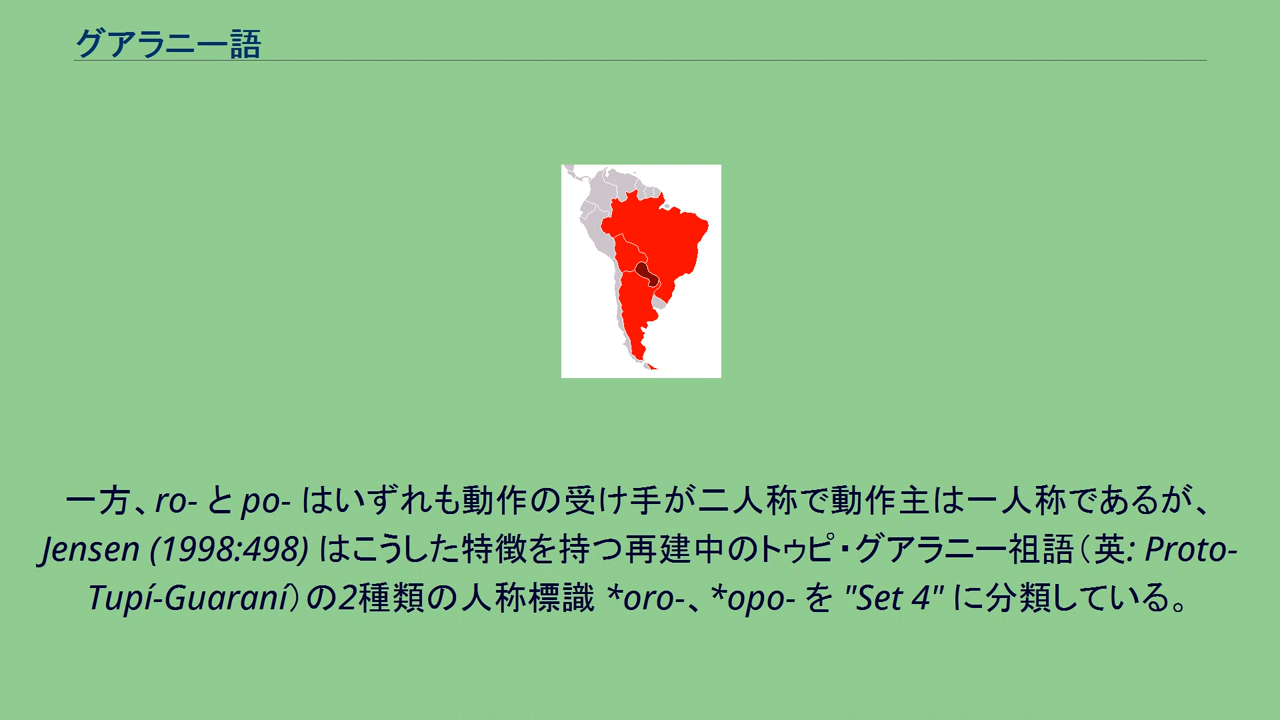 グアラニー語
一方、ro- と po- はいずれも動作の受け手が二人称で動作主は一人称であるが、
Jensen (1998:498) はこうした特徴を持つ再建中のトゥピ・グアラニー祖語（英: Proto-
Tupí-Guaraní）の2種類の人称標識 *oro-、*opo- を "Set 4" に分類している。